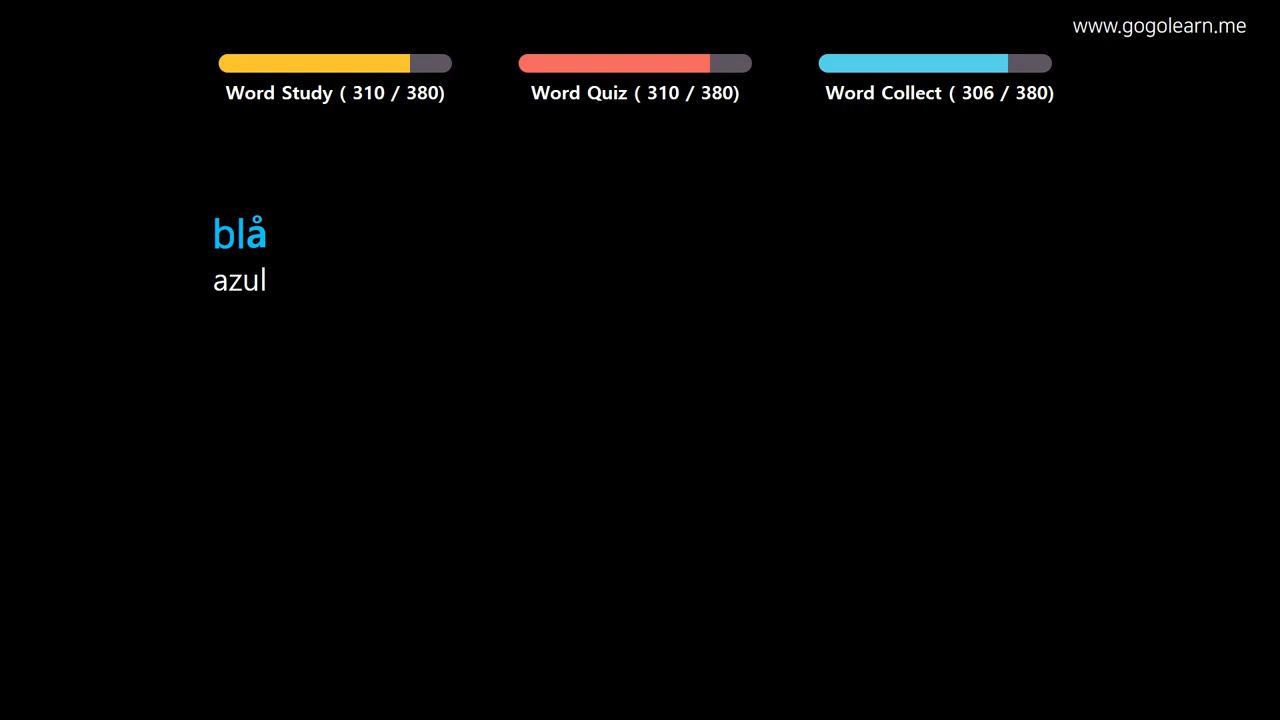 www.gogolearn.me
Word Study ( 310 / 380)
Word Quiz ( 310 / 380)
Word Collect ( 306 / 380)
blå
azul